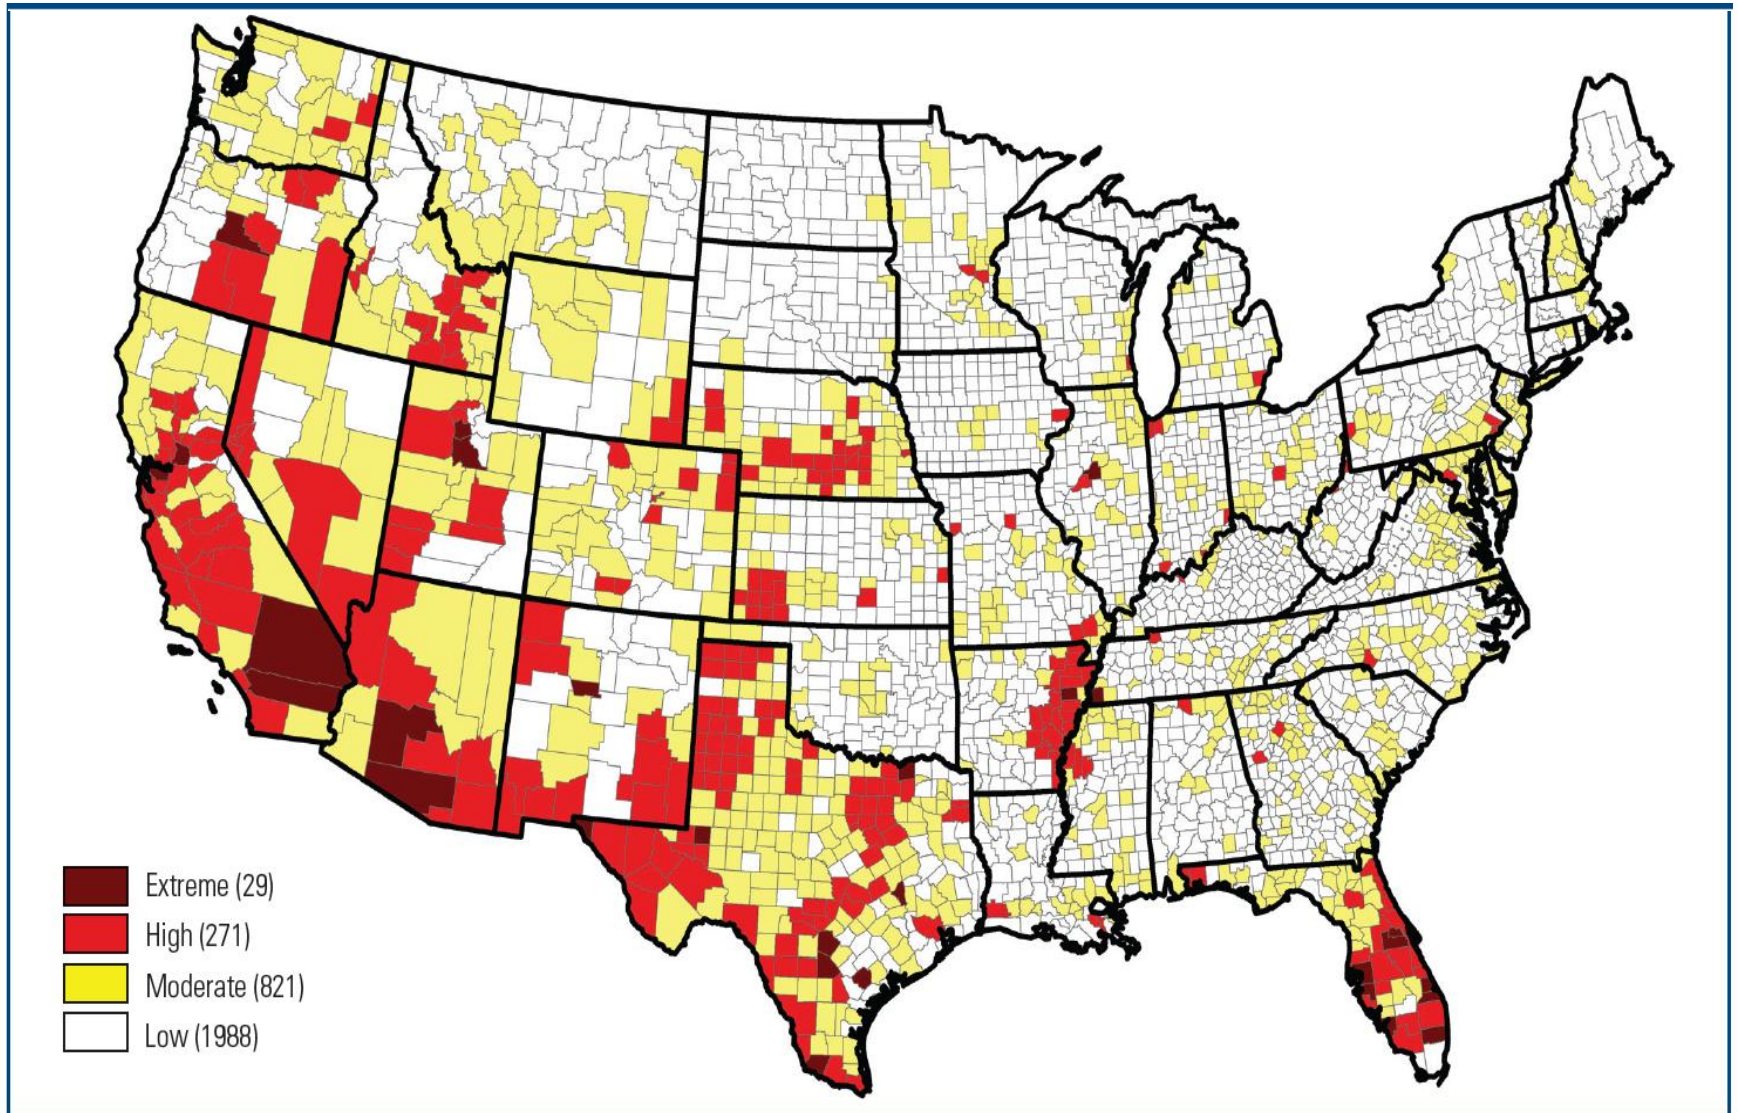 Extreme (29)
High (271)
Moderate (821)
Low (1988)